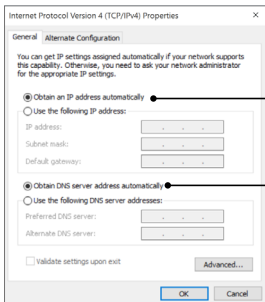 Internet Protocol Version 4 (TCP/IPv4) Properties
General Alternate Configuration
You can get IP settings assigned automatically if your network supports
this capability. Otherwise, you need to ask your network administrator
for the appropriate IP settings.
Obtain an IP address automatically
Use the following IP address:
IP address:
Subnet mask:
Default gateway:
Obtain DNS server address automatically
Use the following DNS server addresses:
Preferred DNS server:
Alternate DNS server:
Validate settings upon exit
Advanced...
OK Cancel